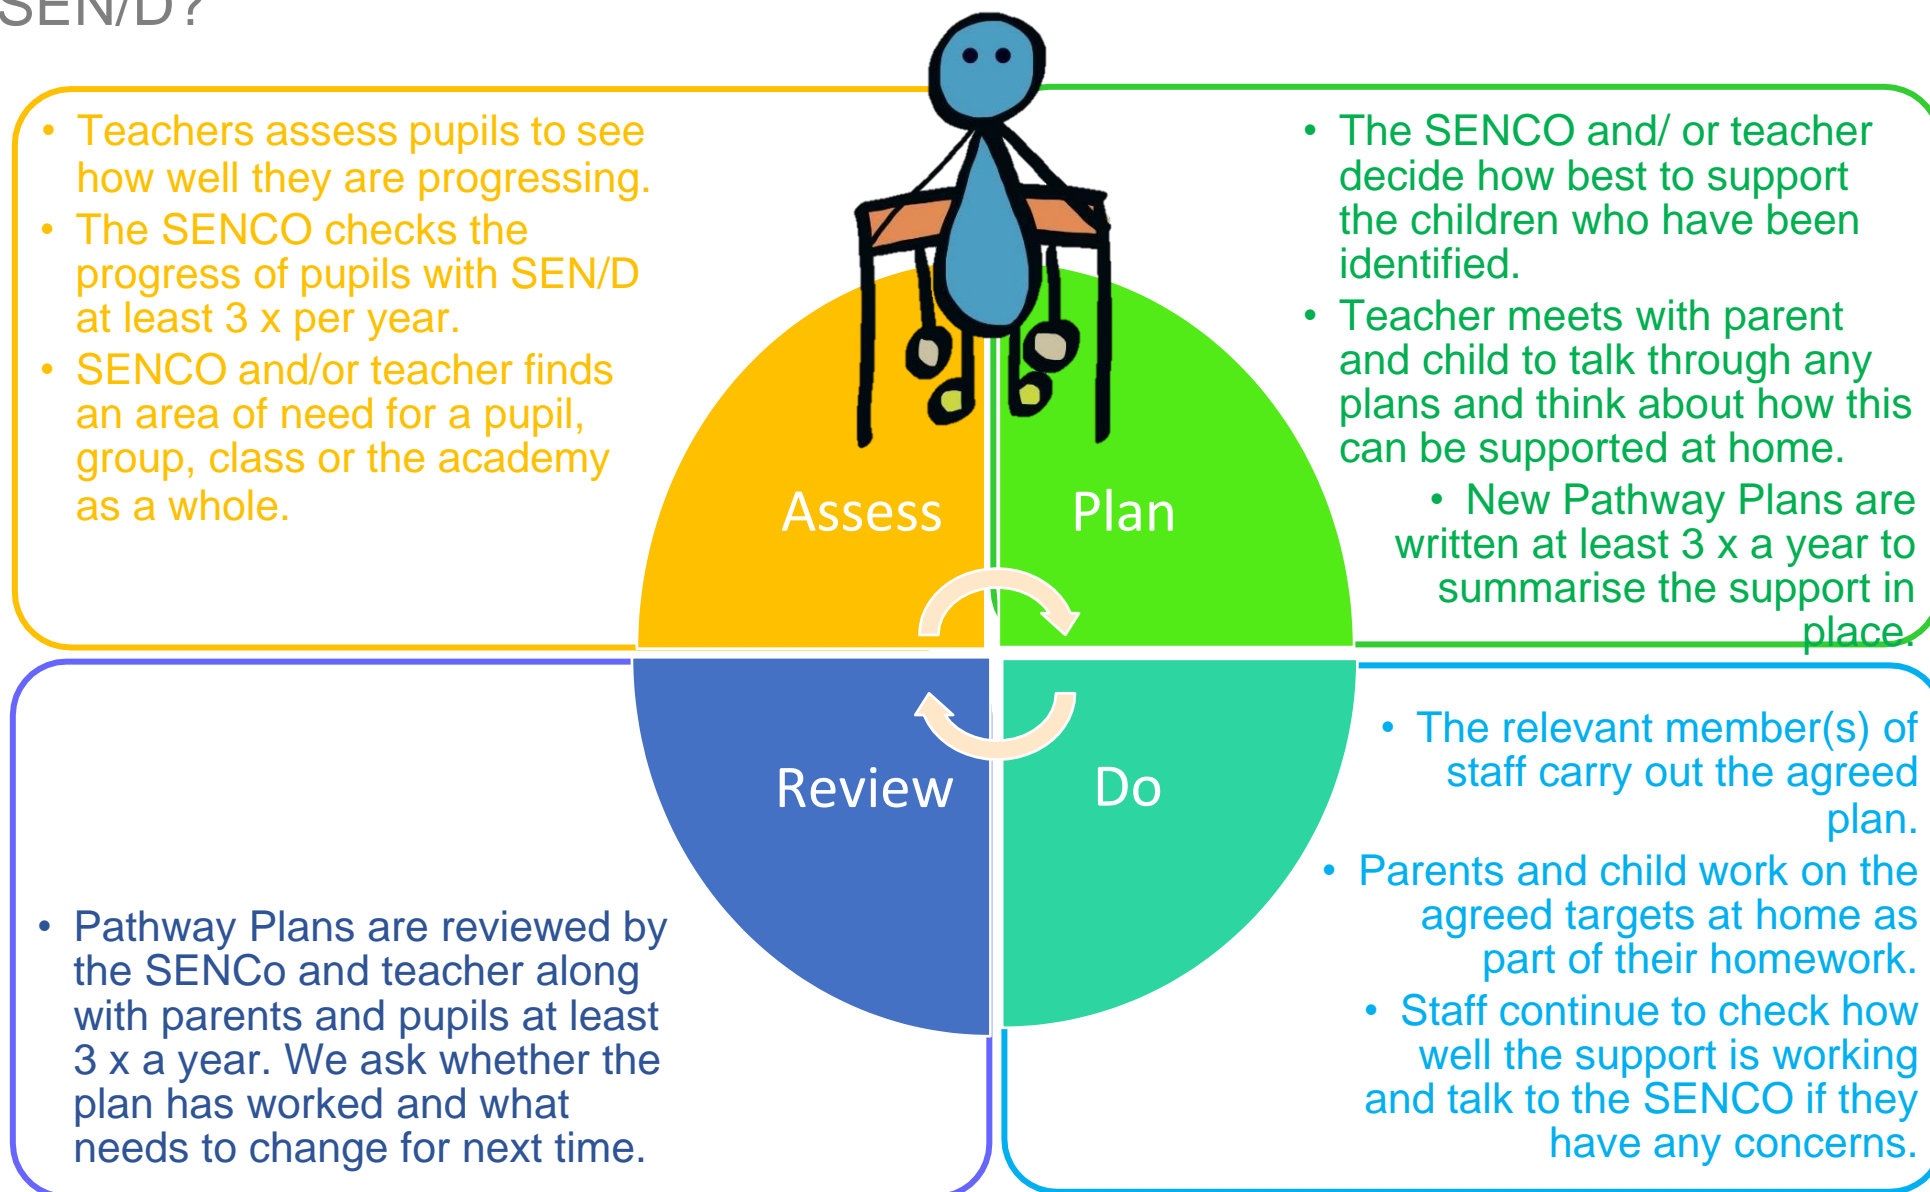 SEN/D?
• Teachers assess pupils to see
how well they are progressing.
• The SENCO checks the
progress of pupils with SEN/D
at least 3 x per year.
• SENCO and/or teacher finds
an area of need for a pupil,
group, class or the academy
as a whole.
• The SENCO and/ or teacher
decide how best to support
the children who have been
identified.
• Teacher meets with parent
and child to talk through any
plans and think about how this
can be supported at home.
• New Pathway Plans are
written at least 3 x a year to
summarise the support in
place.
Assess
Plan
Review
Do
• Pathway Plans are reviewed by
the SENCo and teacher along
with parents and pupils at least
3 x a year. We ask whether the
plan has worked and what
needs to change for next time.
• The relevant member(s) of
staff carry out the agreed
plan.
• Parents and child work on the
agreed targets at home as
part of their homework.
• Staff continue to check how
well the support is working
and talk to the SENCO if they
have any concerns.